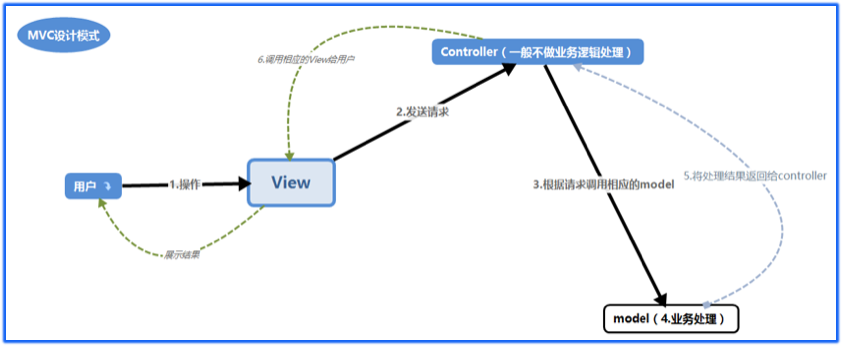 MVC设计模式
Controller（一般不做业务逻辑处理）
6.调用相应的View给用户
2.发送请求
用户
1.操作
View
3.根据请求调用相应的model
5.将处理结果返回给controller
展示结果
model（4.业务处理）